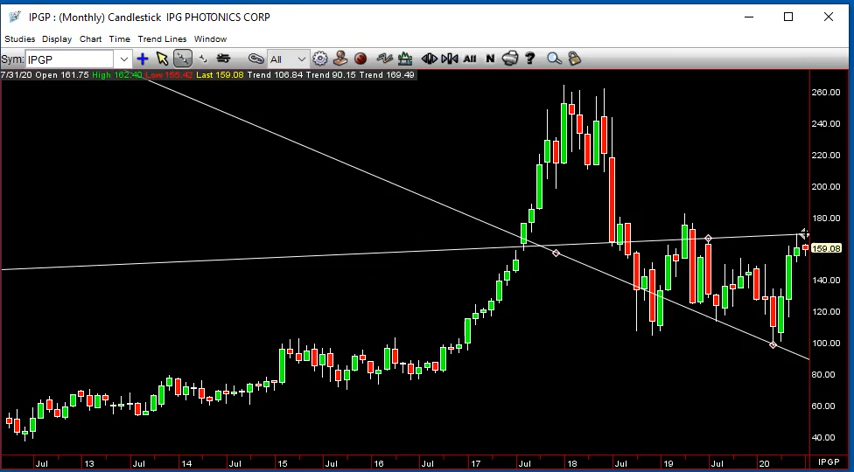 IPGP : (Monthly) Candlestick IPG PHOTONICS CORP
Studies Display Chart Time Trend Lines Window
Sym: IPGP All All N ?
7/31/20 Open 161.75 High 162.40 Low 155.42 Last 159.08 Trend 106.84 Trend 90.15 Trend 169.49
260.00
240.00
220.00
200.00
180.00
159.08
140.00
120.00
100.00
80.00
60.00
40.00
Jul 13 Jul 14 Jul 15 Jul 16 Jul 17 Jul 18 Jul 19 Jul 20 IPGP